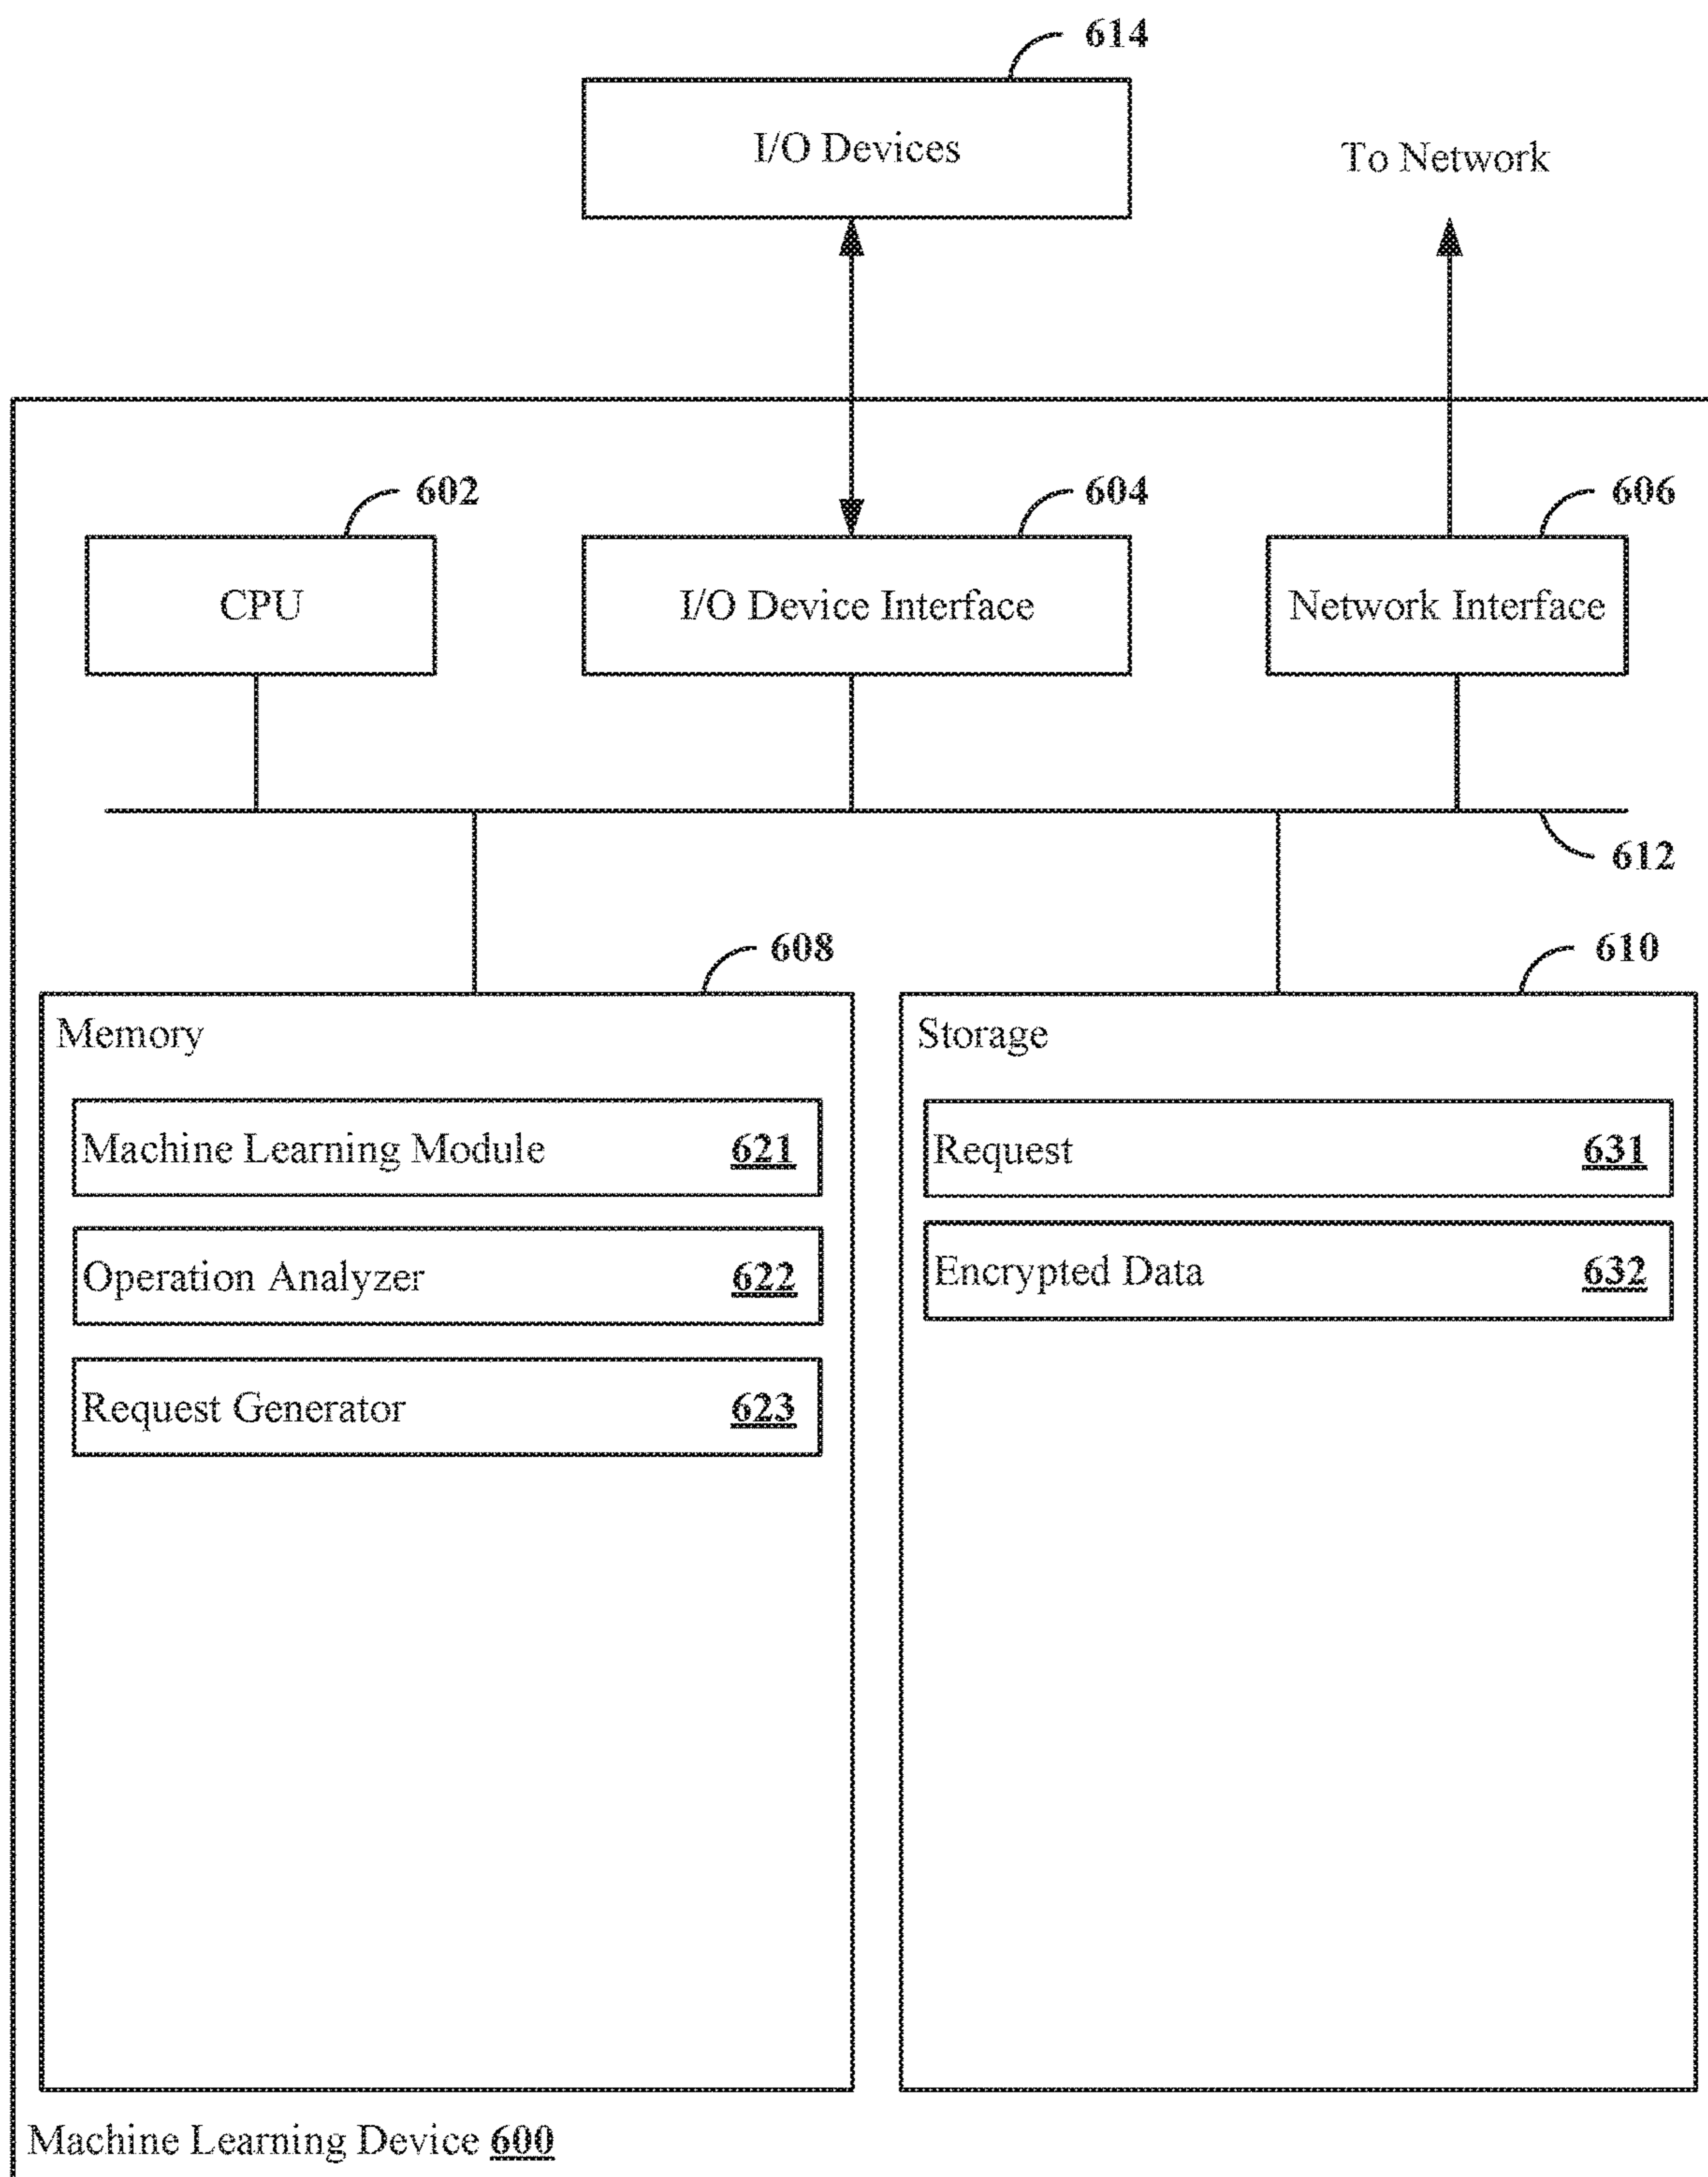 614
I/O Devices
To Network
602
604
606
CPU
I/O Device Interface
Network Interface
612
608
610
Memory
Machine Learning Module 621
Operation Analyzer 622
Request Generator 623
Storage
Request 631
Encrypted Data 632
Machine Learning Device 600